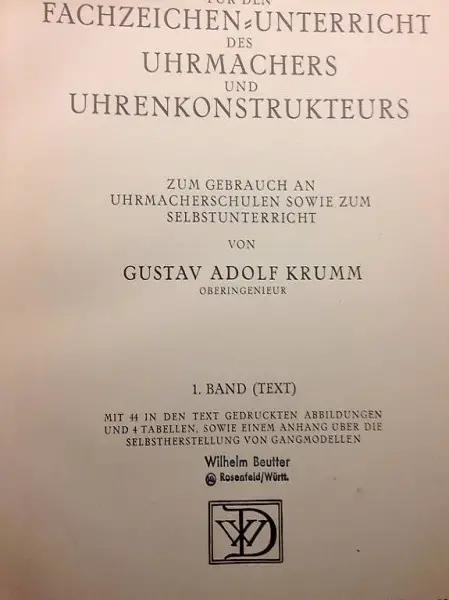 FÜR DEN
FACHZEICHEN=UNTERRICHT
DES
UHRMACHERS
UND
UHRENKONSTRUKTEURS
ZUM GEBRAUCH AN
UHRMACHERSCHULEN SOWIE ZUM
SELBSTUNTERRICHT
VON
GUSTAV ADOLF KRUMM
OBERINGENIEUR
1. BAND (TEXT)
MIT 44 IN DEN TEXT GEDRUCKTEN ABBILDUNGEN
UND 4 TABELLEN, SOWIE EINEM ANHANG ÜBER DIE
SELBSTHERSTELLUNG VON GANGMODELLEN
Wilhelm Beutter
Rosenfeld/Württ.